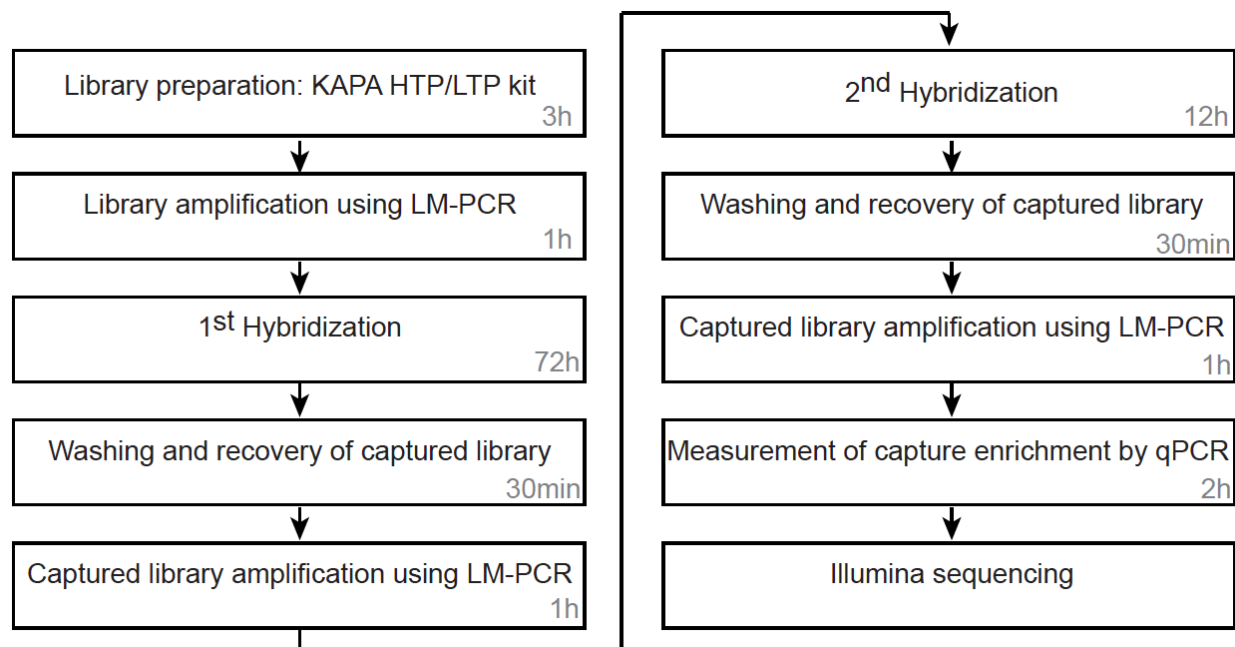 Library preparation: KAPA HTP/LTP kit
3h
Library amplification using LM-PCR
1h
1st Hybridization
72h
Washing and recovery of captured library
30min
Captured library amplification using LM-PCR
1h
2nd Hybridization
12h
Washing and recovery of captured library
30min
Captured library amplification using LM-PCR
1h
Measurement of capture enrichment by qPCR
2h
Illumina sequencing